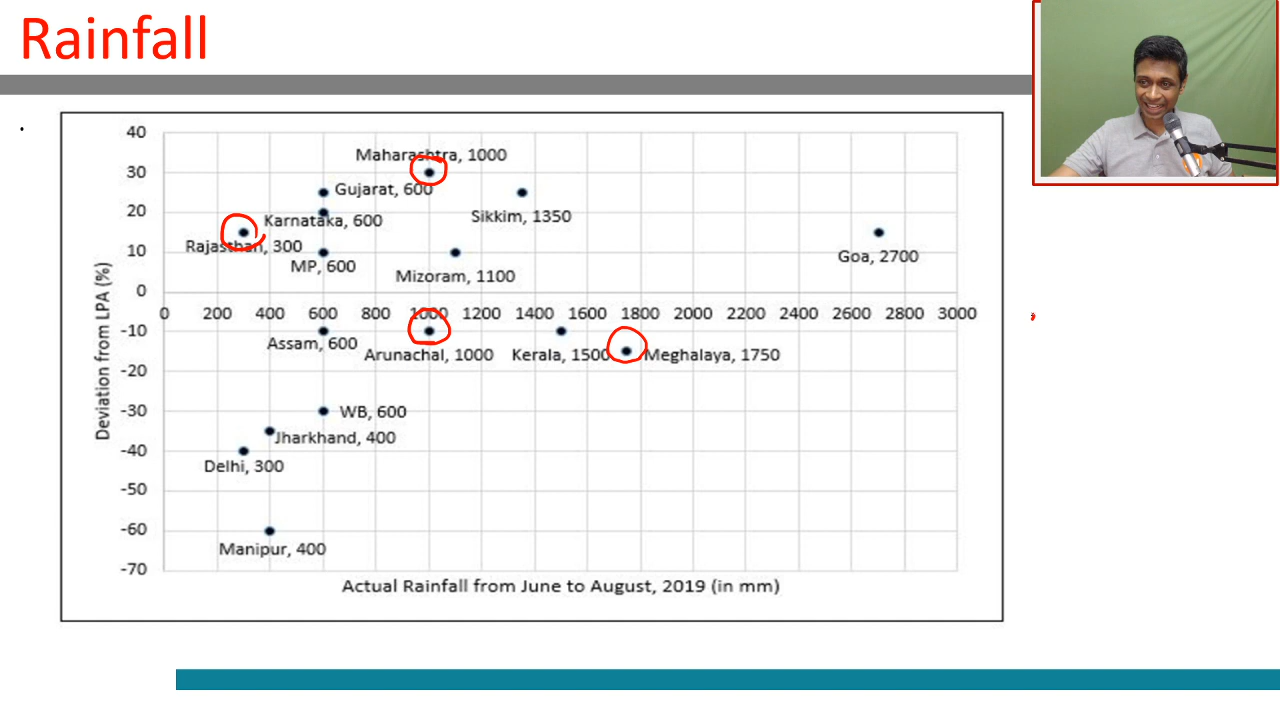 Rainfall
40
Maharashtra, 1000
30
Gujarat, 600
20
Karnataka, 600
Sikkim, 1350
Rajasthan, 300
10
MP, 600
Mizoram, 1100
Goa, 2700
0
0 200 400 600 800 1000 1200 1400 1600 1800 2000 2200 2400 2600 2800 3000
-10
Assam, 600
Arunachal, 1000
Kerala, 1500
Meghalaya, 1750
-20
-30
WB, 600
Jharkhand, 400
-40
Delhi, 300
-50
-60
Manipur, 400
-70
Deviation from LPA (%)
Actual Rainfall from June to August, 2019 (in mm)